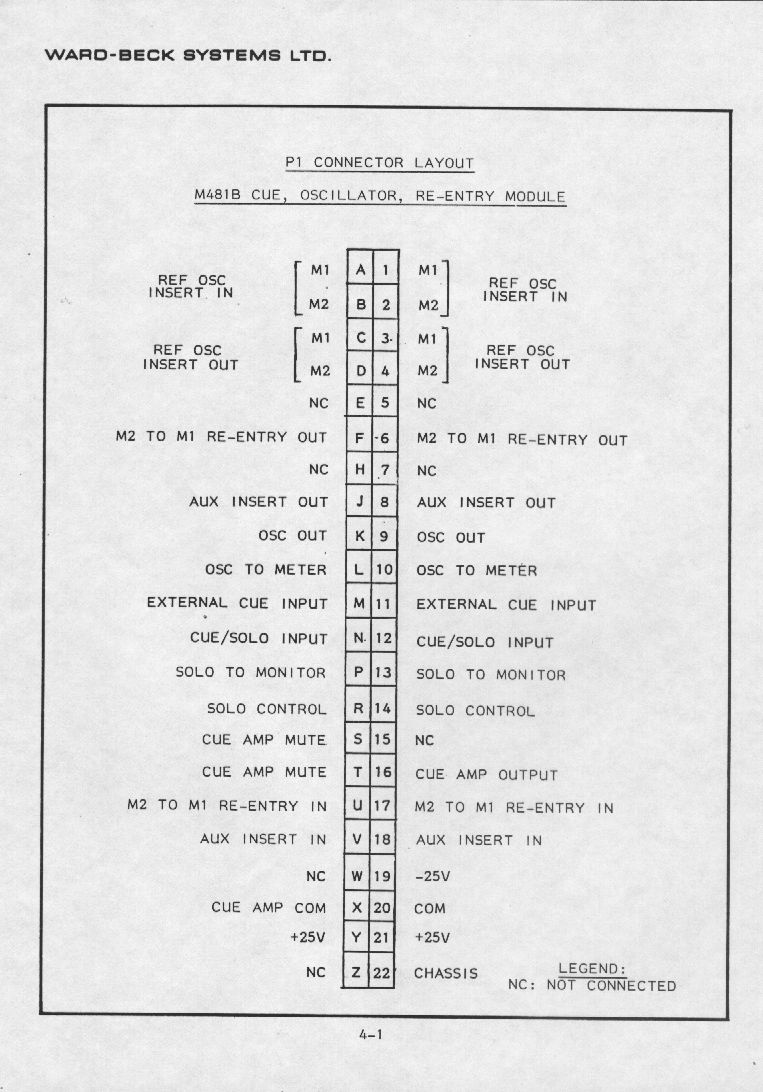 WARD-BECK SYSTEMS LTD.
P1 CONNECTOR LAYOUT
M481B CUE, OSCILLATOR, RE-ENTRY MODULE
REF OSC INSERT IN M1 A 1 M1 REF OSC INSERT IN
M2 B 2 M2
REF OSC INSERT OUT M1 C 3 M1 REF OSC INSERT OUT
M2 D 4 M2
NC E 5 NC
M2 TO M1 RE-ENTRY OUT F 6 M2 TO M1 RE-ENTRY OUT
NC H 7 NC
AUX INSERT OUT J 8 AUX INSERT OUT
OSC OUT K 9 OSC OUT
OSC TO METER L 10 OSC TO METER
EXTERNAL CUE INPUT M 11 EXTERNAL CUE INPUT
CUE/SOLO INPUT N 12 CUE/SOLO INPUT
SOLO TO MONITOR P 13 SOLO TO MONITOR
SOLO CONTROL R 14 SOLO CONTROL
CUE AMP MUTE S 15 NC
CUE AMP MUTE T 16 CUE AMP OUTPUT
M2 TO M1 RE-ENTRY IN U 17 M2 TO M1 RE-ENTRY IN
AUX INSERT IN V 18 AUX INSERT IN
NC W 19 -25V
CUE AMP COM X 20 COM
+25V Y 21 +25V
NC Z 22 CHASSIS
LEGEND:
NC: NOT CONNECTED
4-1